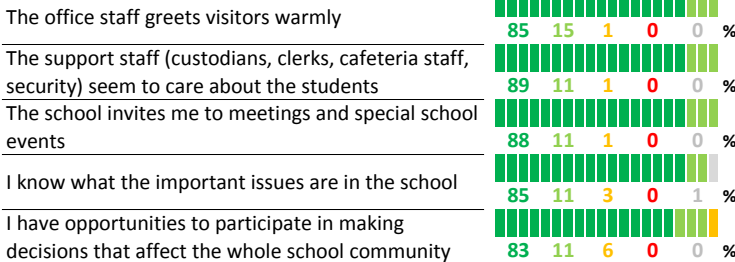 The office staff greets visitors warmly
85 15 1 0 0 %
The support staff (custodians, clerks, cafeteria staff,
security) seem to care about the students
89 11 1 0 0 %
The school invites me to meetings and special school
events
88 11 1 0 0 %
I know what the important issues are in the school
85 11 3 0 1 %
I have opportunities to participate in making
decisions that affect the whole school community
83 11 6 0 0 %